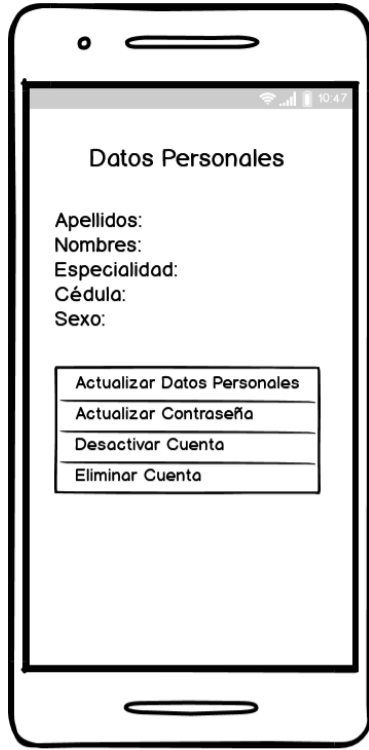 10:47
Datos Personales
Apellidos:
Nombres:
Especialidad:
Cédula:
Sexo:
Actualizar Datos Personales
Actualizar Contraseña
Desactivar Cuenta
Eliminar Cuenta